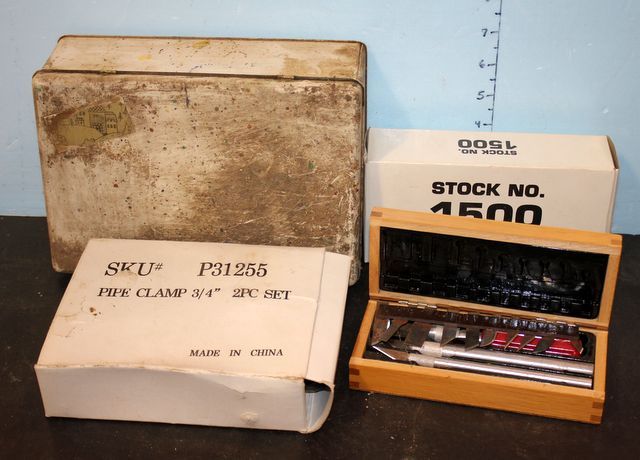 7
6
5
4
STOCK NO.
1500
STOCK NO.
1500
SKU# P31255
PIPE CLAMP 3/4" 2PC SET
MADE IN CHINA